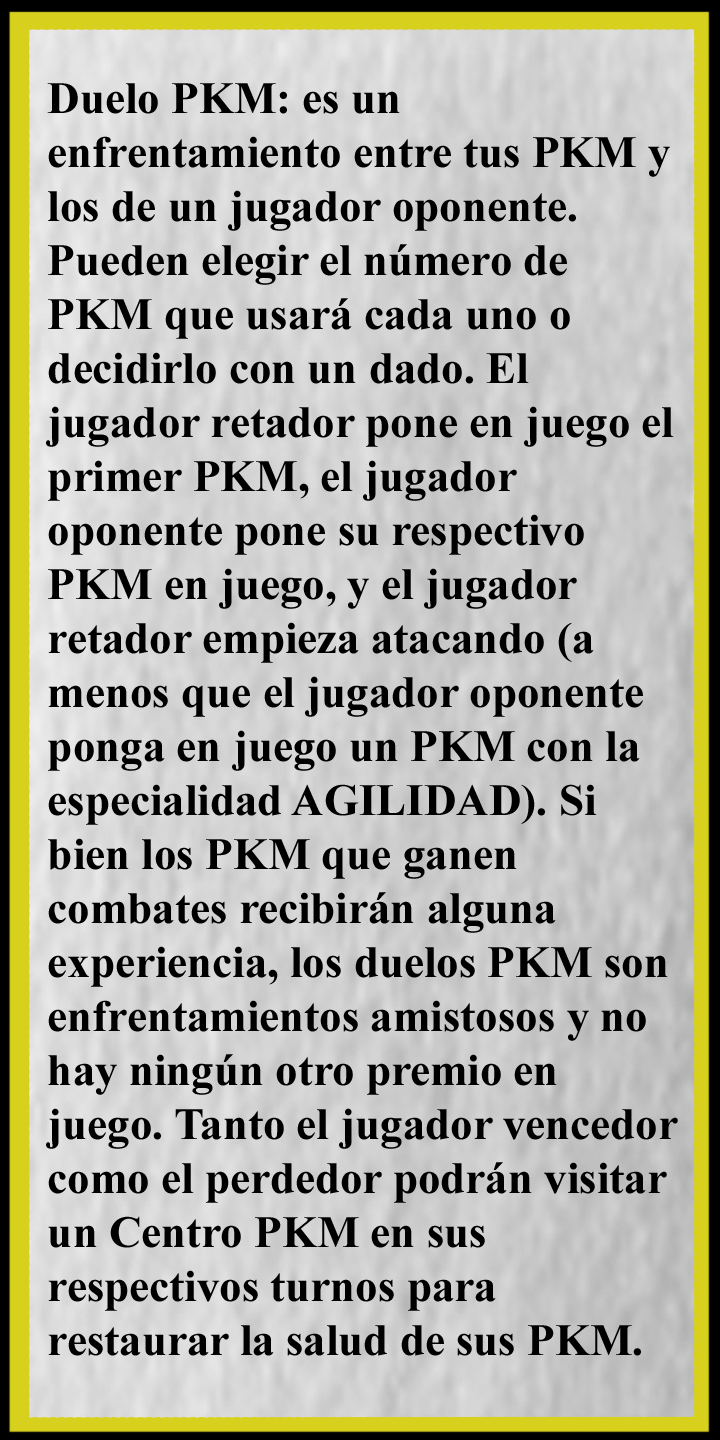 Duelo PKM: es un
enfrentamiento entre tus PKM y
los de un jugador oponente.
Pueden elegir el número de
PKM que usará cada uno o
decidirlo con un dado. El
jugador retador pone en juego el
primer PKM, el jugador
oponente pone su respectivo
PKM en juego, y el jugador
retador empieza atacando (a
menos que el jugador oponente
ponga en juego un PKM con la
especialidad AGILIDAD). Si
bien los PKM que ganen
combates recibirán alguna
experiencia, los duelos PKM son
enfrentamientos amistosos y no
hay ningún otro premio en
juego. Tanto el jugador vencedor
como el perdedor podrán visitar
un Centro PKM en sus
respectivos turnos para
restaurar la salud de sus PKM.